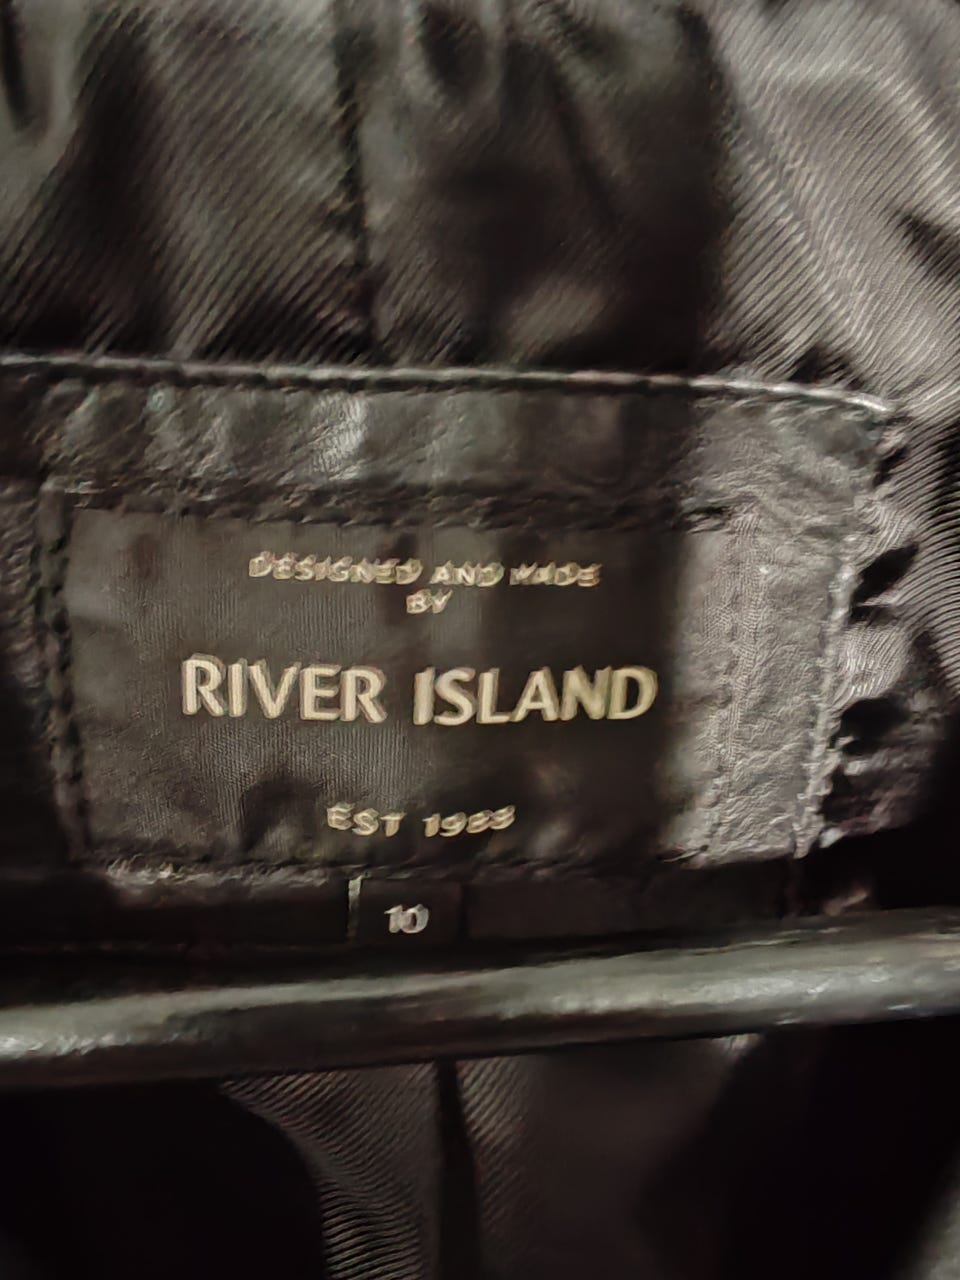 DESIGNED AND MADE
BY
RIVER ISLAND
EST 1988
10